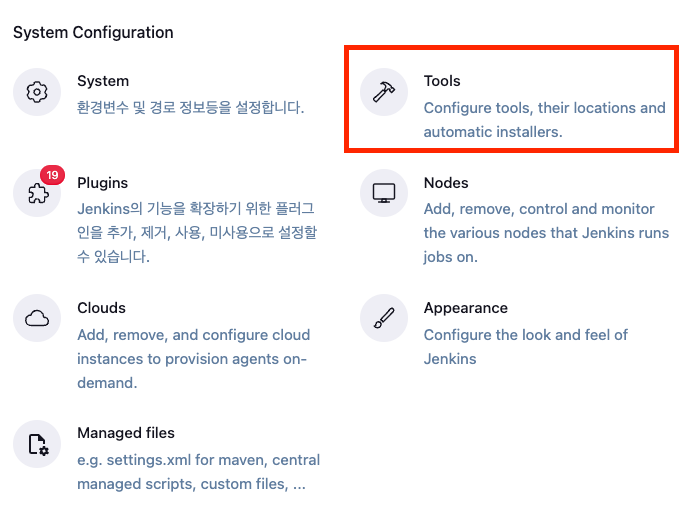 System Configuration
System
환경변수 및 경로 정보등을 설정합니다.
Tools
Configure tools, their locations and
automatic installers.
19
Plugins
Jenkins의 기능을 확장하기 위한 플러그
인을 추가, 제거, 사용, 미사용으로 설정할
수 있습니다.
Nodes
Add, remove, control and monitor
the various nodes that Jenkins runs
jobs on.
Clouds
Add, remove, and configure cloud
instances to provision agents on-
demand.
Appearance
Configure the look and feel of
Jenkins
Managed files
e.g. settings.xml for maven, central
managed scripts, custom files, ...